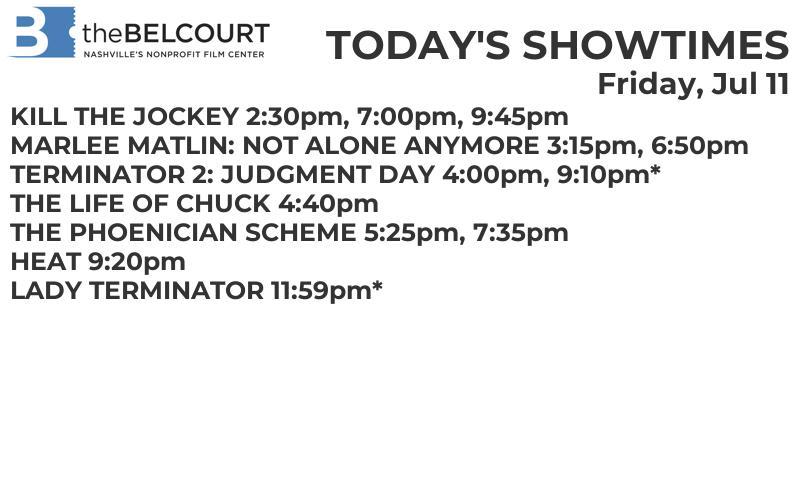 B theBELCOURT
NASHVILLE'S NONPROFIT FILM CENTER
TODAY'S SHOWTIMES
Friday, Jul 11
KILL THE JOCKEY 2:30pm, 7:00pm, 9:45pm
MARLEE MATLIN: NOT ALONE ANYMORE 3:15pm, 6:50pm
TERMINATOR 2: JUDGMENT DAY 4:00pm, 9:10pm*
THE LIFE OF CHUCK 4:40pm
THE PHOENICIAN SCHEME 5:25pm, 7:35pm
HEAT 9:20pm
LADY TERMINATOR 11:59pm*